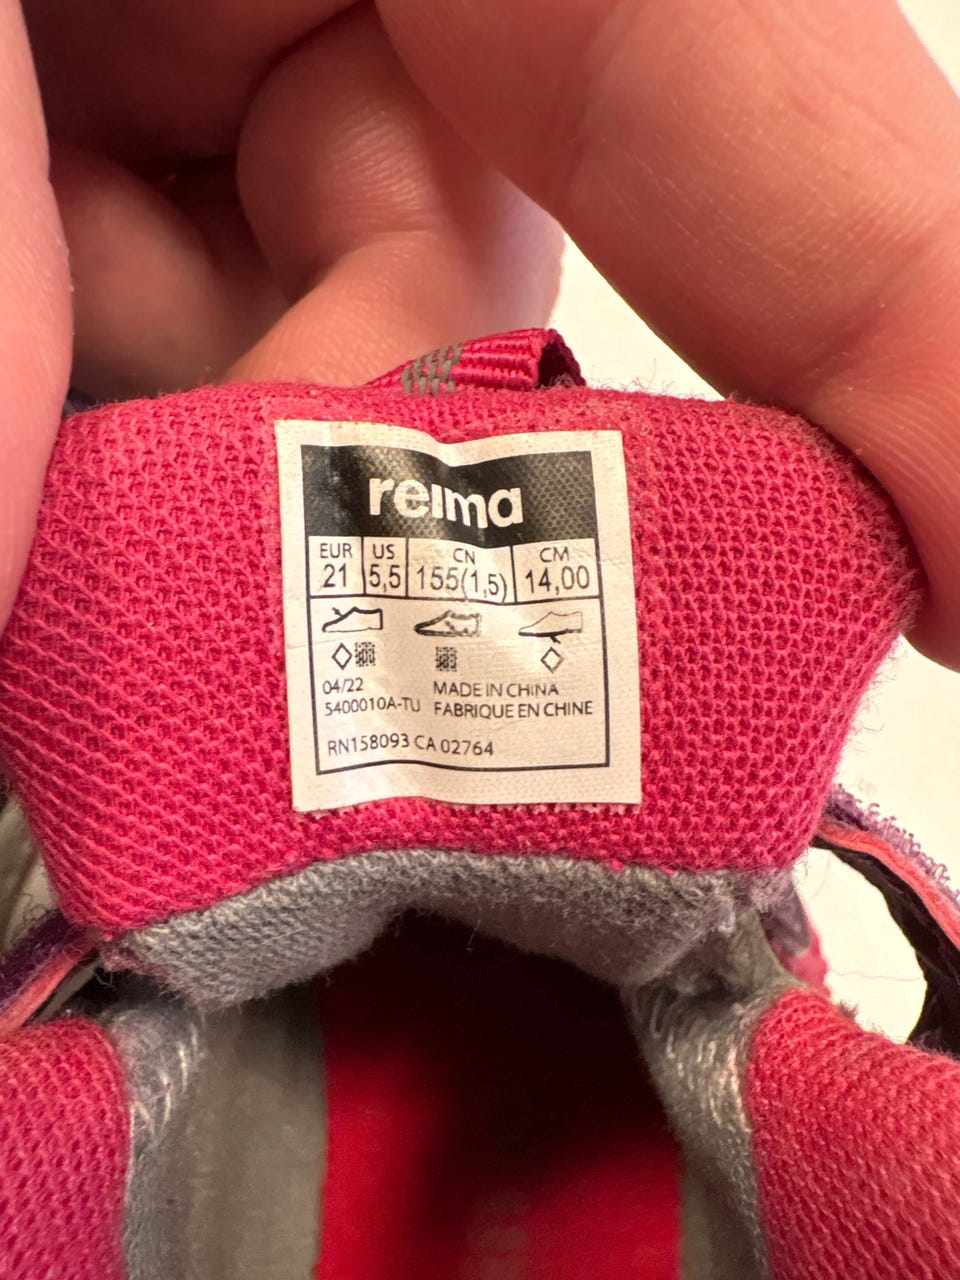 reima
EUR US CN CM
21 5,5 155(1,5) 14,00
04/22 MADE IN CHINA
5400010A-TU FABRIQUE EN CHINE
RN158093 CA 02764